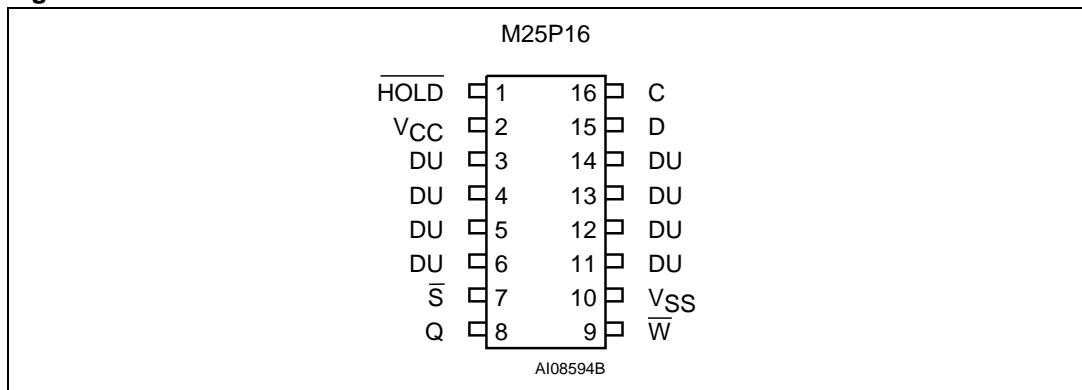 M25P16
HOLD 1 16 C
VCC 2 15 D
DU 3 14 DU
DU 4 13 DU
DU 5 12 DU
DU 6 11 DU
S 7 10 VSS
Q 8 9 W
AI08594B